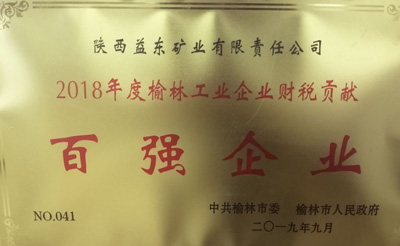 陕西益东矿业有限责任公司
2018年度榆林工业企业财税贡献
百强企业
中共榆林市委 榆林市人民政府
NO.041 二〇一九年九月